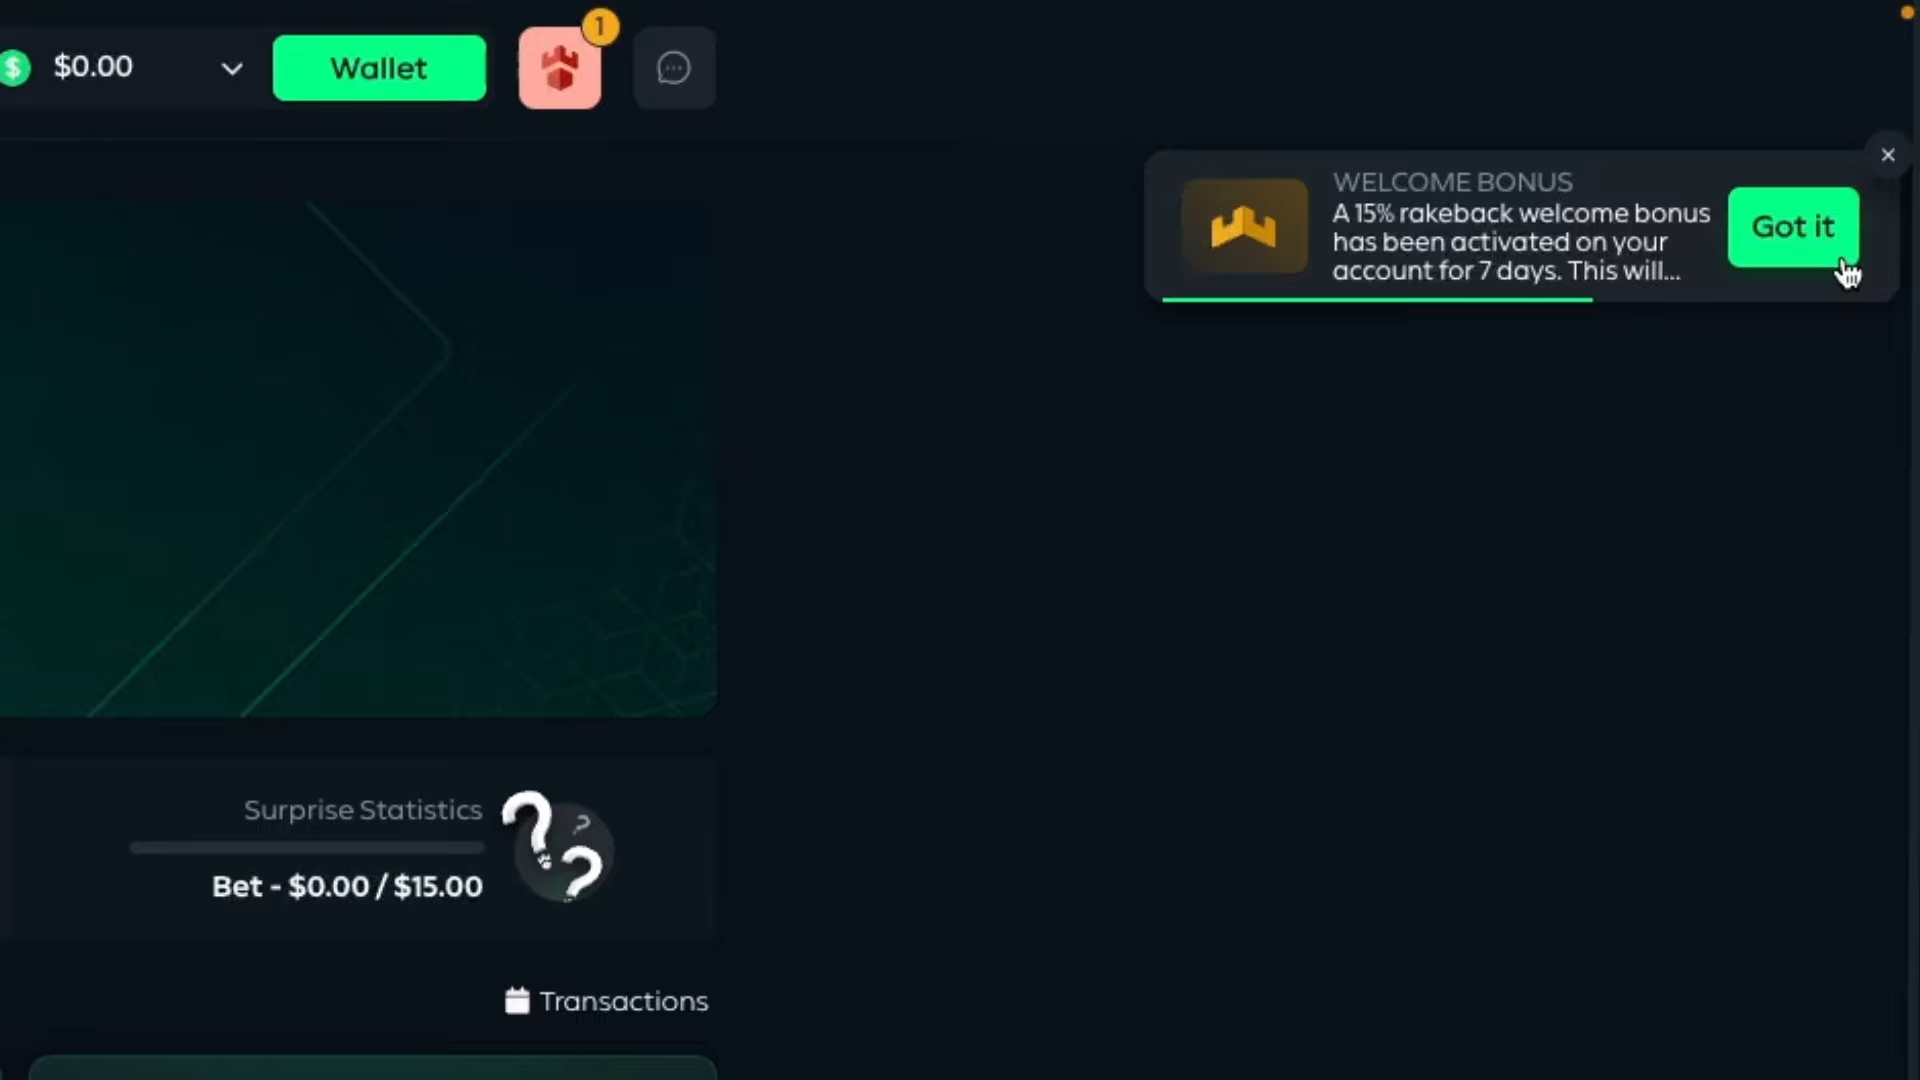 $ $0.00
Wallet
1
WELCOME BONUS
A 15% rakeback welcome bonus
has been activated on your
account for 7 days. This will...
Got it
Surprise Statistics
Bet - $0.00 / $15.00
? ? ?
Transactions